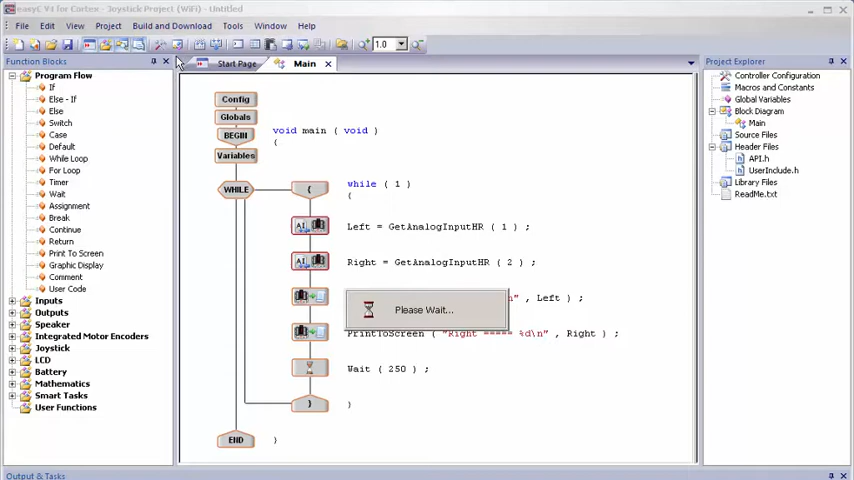 easyC V4 for Cortex - Joystick Project (WiFi) - Untitled
File Edit View Project Build and Download Tools Window Help
1.0
Function Blocks
Start Page
Main
Project Explorer
Program Flow
If
Else - If
Else
Switch
Case
Default
While Loop
For Loop
Timer
Wait
Assignment
Break
Continue
Return
Print To Screen
Graphic Display
Comment
User Code
Inputs
Outputs
Speaker
Integrated Motor Encoders
Joystick
LCD
Battery
Mathematics
Smart Tasks
User Functions
Config
Globals
BEGIN
void main ( void )
{
Variables
WHILE
{
while ( 1 )
{
AI
Left = GetAnalogInputHR ( 1 ) ;
AI
Right = GetAnalogInputHR ( 2 ) ;
\n" , Left ) ;
Please Wait...
PrintToScreen ( "Right ===== %d\n" , Right ) ;
Wait ( 250 ) ;
}
}
END
}
Controller Configuration
Macros and Constants
Global Variables
Block Diagram
Main
Source Files
Header Files
API.h
UserInclude.h
Library Files
ReadMe.txt
Output & Tasks